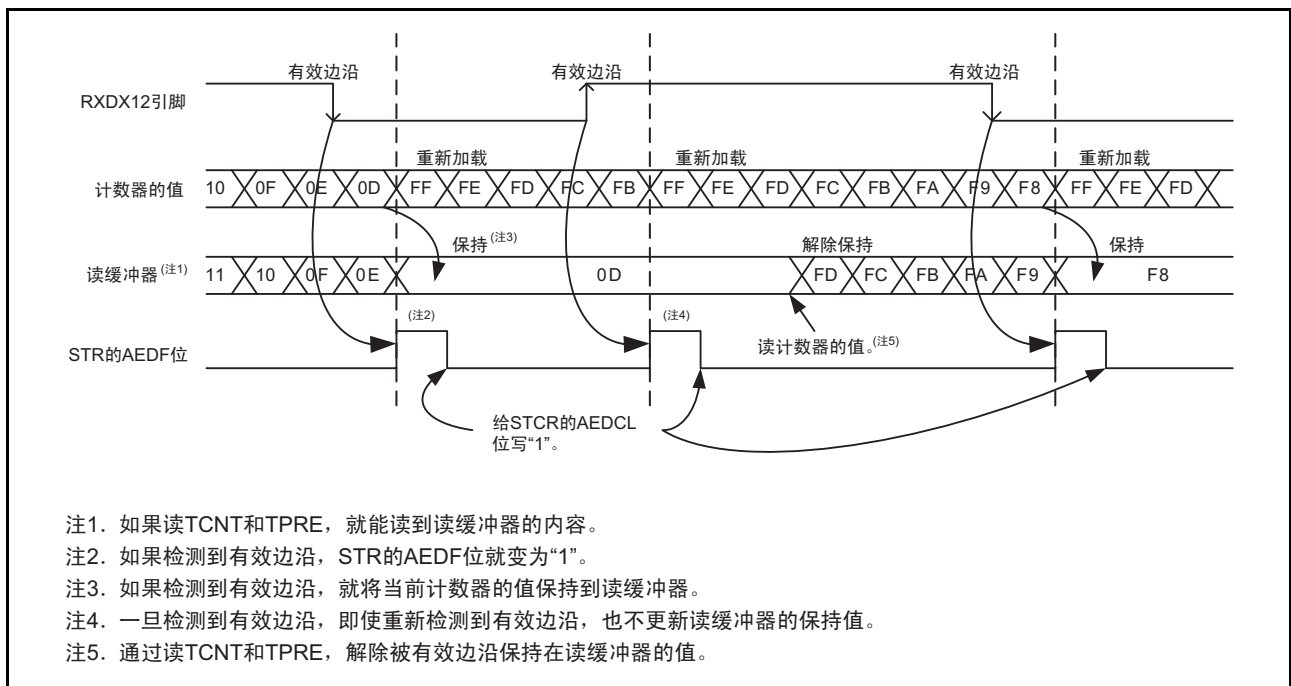 有效边沿 有效边沿 有效边沿
RXDX12引脚
重新加载 重新加载 重新加载
计数器的值 10 0F 0E 0D FF FE FD FC FB FF FE FD FC FB FA F9 F8 FF FE FD
保持(注3) 解除保持 保持
读缓冲器(注1) 11 10 0F 0E 0D FD FC FB FA F9 F8
(注2) (注4)
读计数器的值。(注5)
STR的AEDF位
给STCR的AEDCL
位写“1”。
注1. 如果读TCNT和TPRE，就能读到读缓冲器的内容。
注2. 如果检测到有效边沿，STR的AEDF位就变为“1”。
注3. 如果检测到有效边沿，就将当前计数器的值保持到读缓冲器。
注4. 一旦检测到有效边沿，即使重新检测到有效边沿，也不更新读缓冲器的保持值。
注5. 通过读TCNT和TPRE，解除被有效边沿保持在读缓冲器的值。